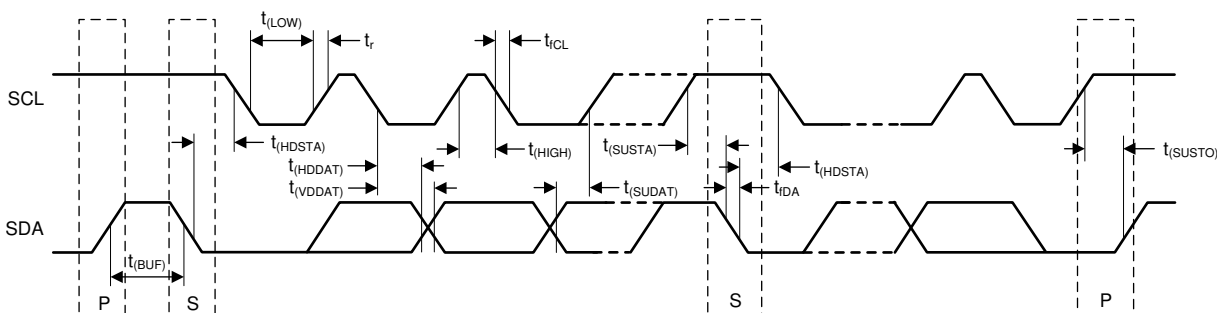 t(LOW)
tr
tfCL
SCL
t(HDSTA)
t(HDDAT)
t(VDDAT)
t(HIGH)
t(SUDAT)
t(SUSTA)
t(HDSTA)
tfDA
t(SUSTO)
SDA
t(BUF)
P
S
S
P